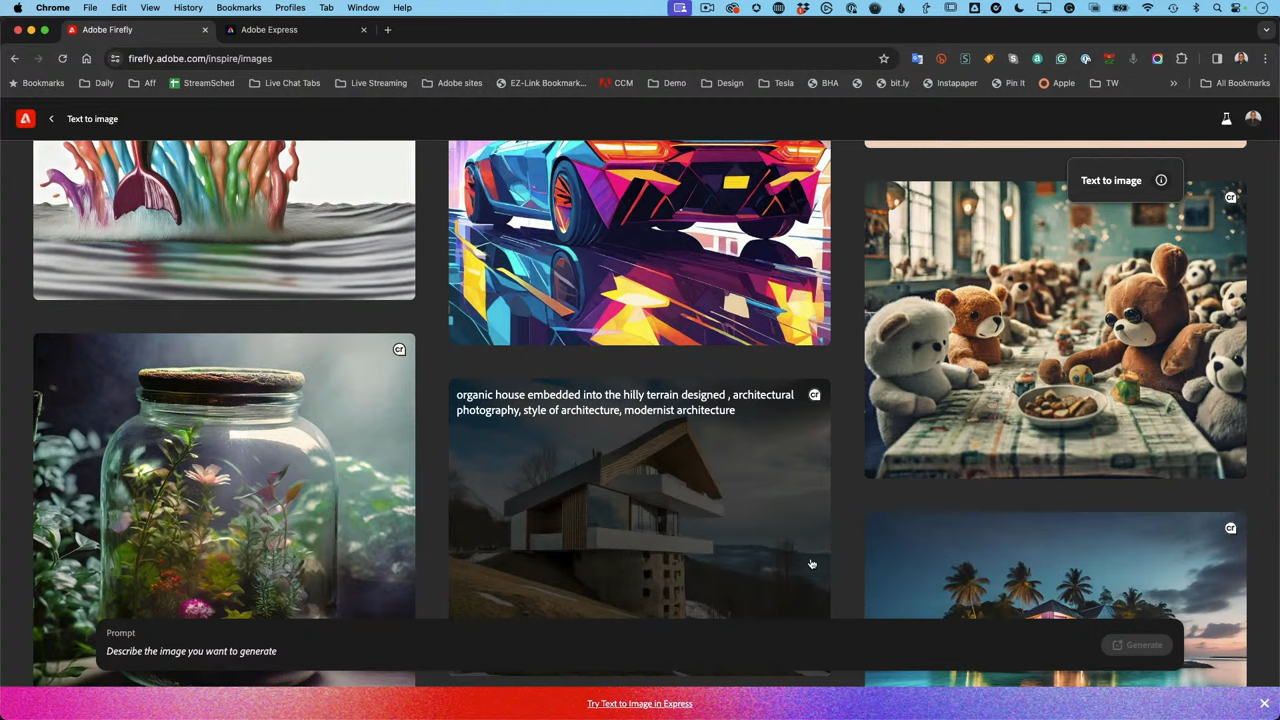 Chrome File Edit View History Bookmarks Profiles Tab Window Help
Adobe Firefly
Adobe Express
firefly.adobe.com/inspire/images
Bookmarks Daily Aff StreamSched Live Chat Tabs Live Streaming Adobe sites EZ-Link Bookmark... CCM Demo Design Tesla BHA bit.ly Instapaper Pin It Apple TW » All Bookmarks
Text to image
Text to image
organic house embedded into the hilly terrain designed , architectural
photography, style of architecture, modernist architecture
cr
cr
cr
cr
Prompt
Describe the image you want to generate
Generate
Try Text to Image in Express